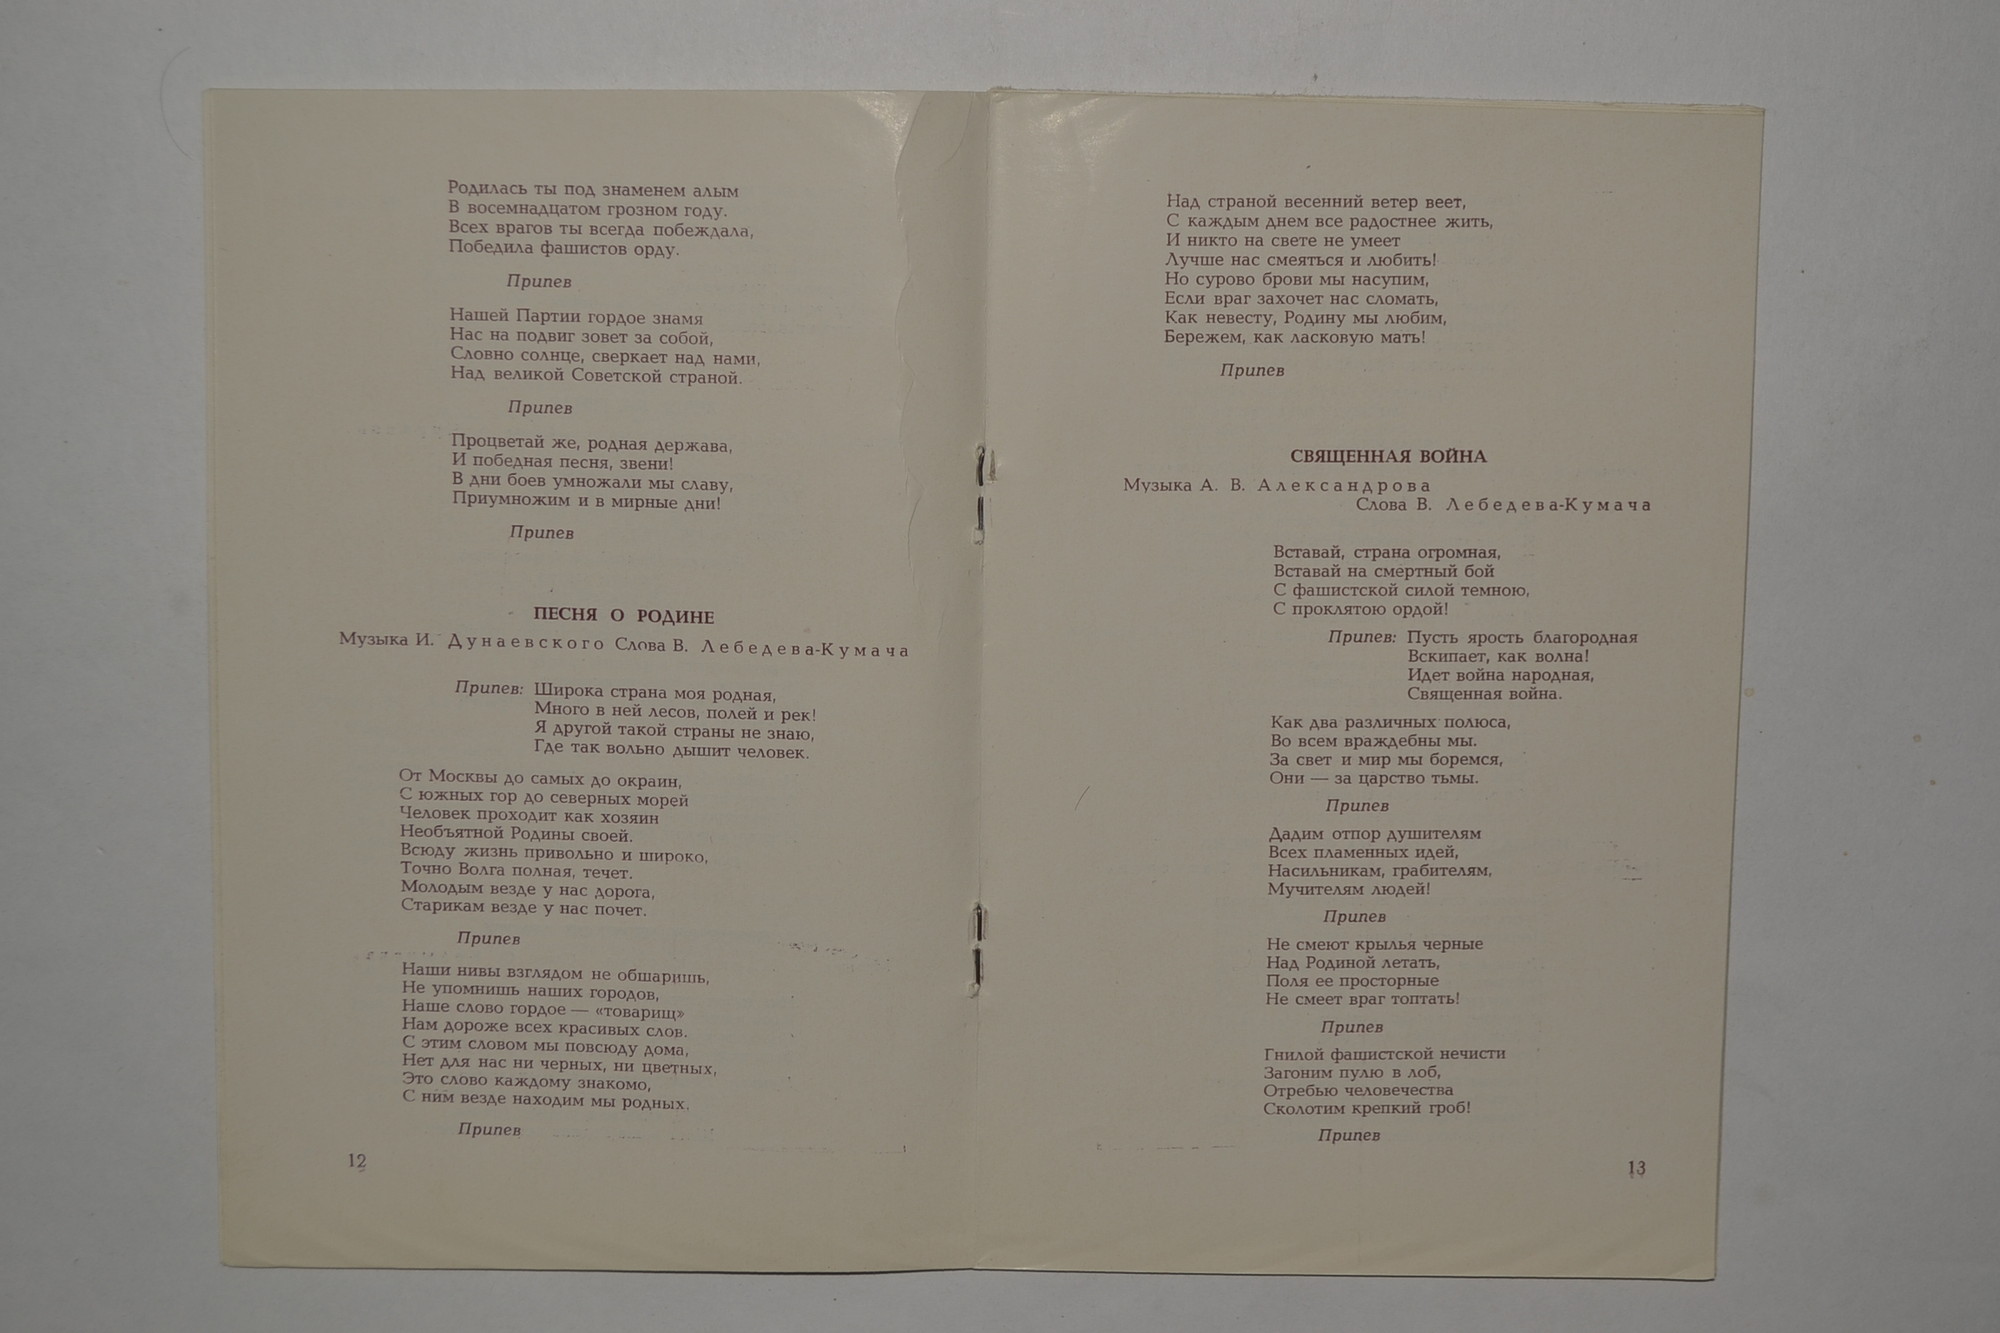 Родилась ты под знаменем алым
В восемнадцатом грозном году.
Всех врагов ты всегда побеждала,
Победила фашистов орду.
Припев
Нашей Партии гордое знамя
Нас на подвиг зовет за собой,
Словно солнце, сверкает над нами,
Над великой Советской страной.
Припев
Процветай же, родная держава,
И победная песня, звени!
В дни боев умножали мы славу,
Приумножим и в мирные дни!
Припев
ПЕСНЯ О РОДИНЕ
Музыка И. Дунаевского Слова В. Лебедева-Кумача
Припев: Широка страна моя родная,
Много в ней лесов, полей и рек!
Я другой такой страны не знаю,
Где так вольно дышит человек.
От Москвы до самых до окраин,
С южных гор до северных морей
Человек проходит как хозяин
Необъятной Родины своей.
Всюду жизнь привольно и широко,
Точно Волга полная, течет.
Молодым везде у нас дорога,
Старикам везде у нас почет.
Припев
Наши нивы взглядом не обшаришь,
Не упомнишь наших городов,
Наше слово гордое — «товарищ»
Нам дороже всех красивых слов.
С этим словом мы повсюду дома,
Нет для нас ни черных, ни цветных,
Это слово каждому знакомо,
С ним везде находим мы родных.
Припев
12
Над страной весенний ветер веет,
С каждым днем все радостнее жить,
И никто на свете не умеет
Лучше нас смеяться и любить!
Но сурово брови мы насупим,
Если враг захочет нас сломать,
Как невесту, Родину мы любим,
Бережем, как ласковую мать!
Припев
СВЯЩЕННАЯ ВОЙНА
Музыка А. В. Александрова
Слова В. Лебедева-Кумача
Вставай, страна огромная,
Вставай на смертный бой
С фашистской силой темною,
С проклятою ордой!
Припев: Пусть ярость благородная
Вскипает, как волна!
Идет война народная,
Священная война.
Как два различных полюса,
Во всем враждебны мы.
За свет и мир мы боремся,
Они — за царство тьмы.
Припев
Дадим отпор душителям
Всех пламенных идей,
Насильникам, грабителям,
Мучителям людей!
Припев
Не смеют крылья черные
Над Родиной летать,
Поля ее просторные
Не смеет враг топтать!
Припев
Гнилой фашистской нечисти
Загоним пулю в лоб,
Отребью человечества
Сколотим крепкий гроб!
Припев
13